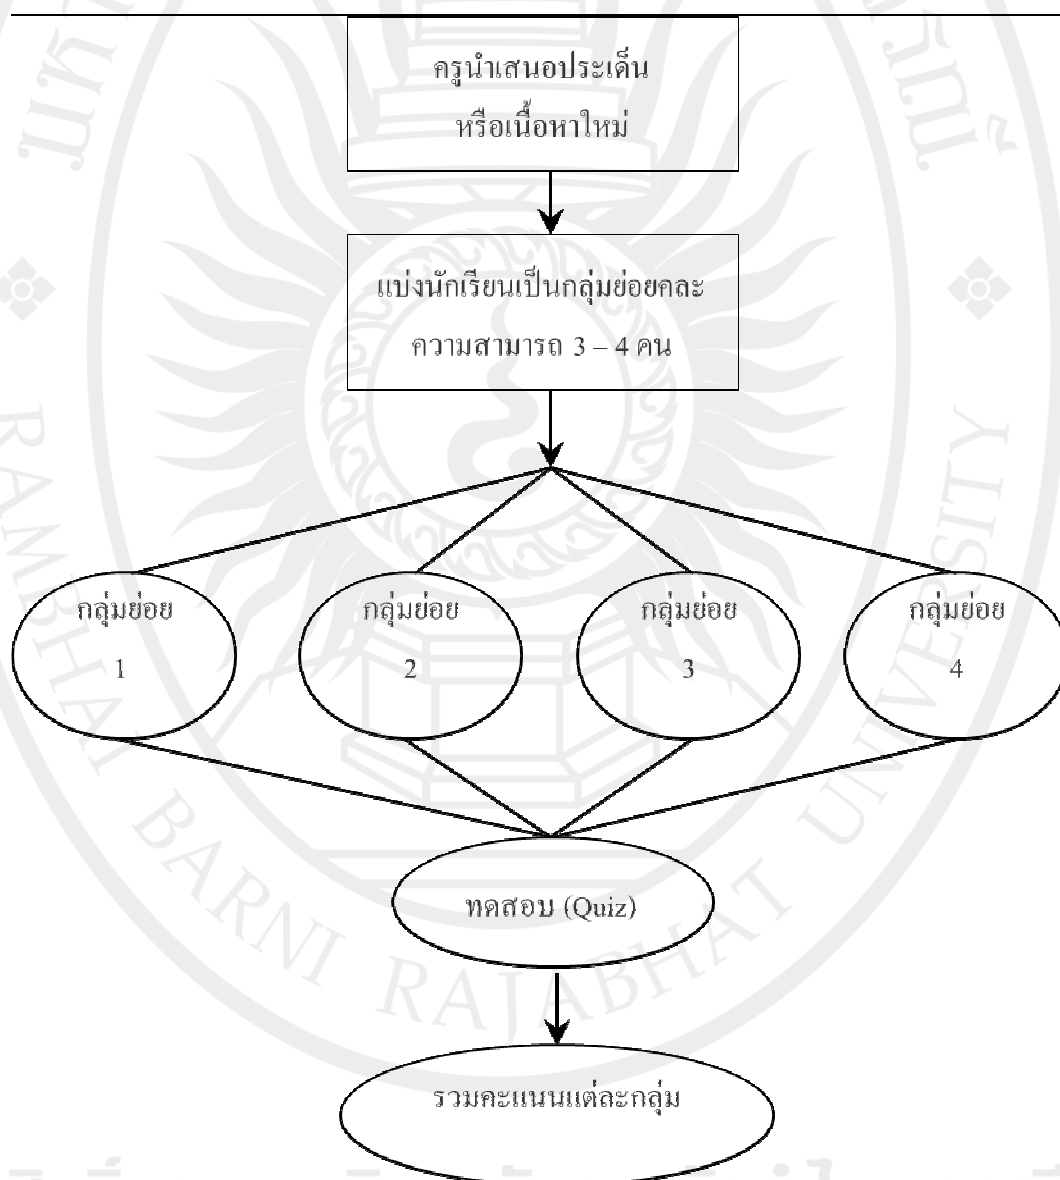 ครูนำเสนอประเด็น
หรือเนื้อหาใหม่
แบ่งนักเรียนเป็นกลุ่มย่อยคละ
ความสามารถ 3 – 4 คน
กลุ่มย่อย
1
กลุ่มย่อย
2
กลุ่มย่อย
3
กลุ่มย่อย
4
ทดสอบ (Quiz)
รวมคะแนนแต่ละกลุ่ม
RAMBHAI BARNI RAJABHAT UNIVERSITY